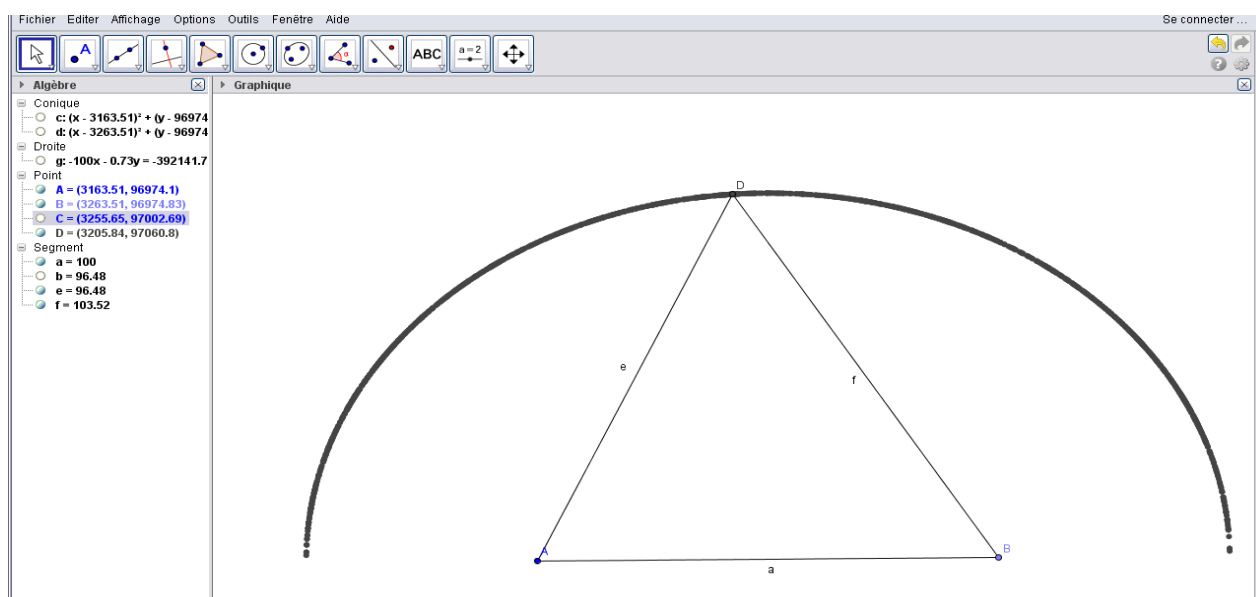 Fichier Editer Affichage Options Outils Fenêtre Aide Se connecter ...
A α ABC a=2
Algèbre Graphique
Conique
c: (x - 3163.51)² + (y - 96974
d: (x - 3263.51)² + (y - 96974
Droite
g: -100x - 0.73y = -392141.7
Point
A = (3163.51, 96974.1)
B = (3263.51, 96974.83)
C = (3255.65, 97002.69)
D = (3205.84, 97060.8)
Segment
a = 100
b = 96.48
e = 96.48
f = 103.52
D
e
f
A
B
a